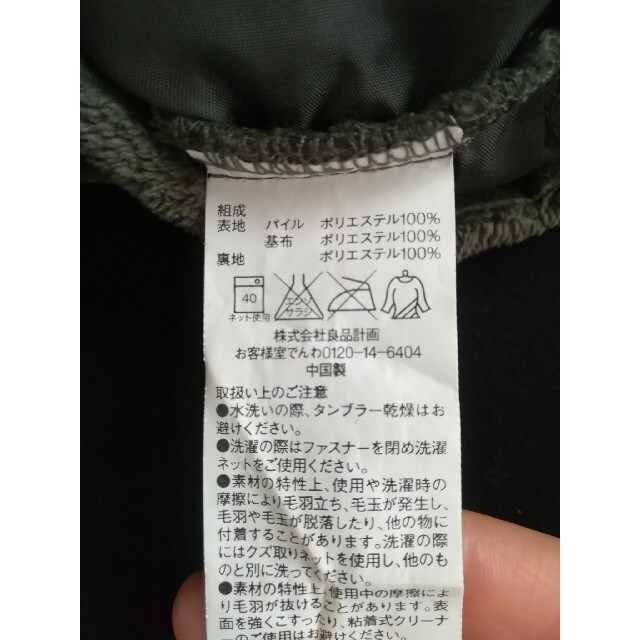 組成
表地 パイル ポリエステル100%
基布 ポリエステル100%
裏地 ポリエステル100%
40
ネット使用
エンソ
サラシ
株式会社良品計画
お客様室でんわ0120-14-6404
中国製
取扱い上のご注意
●水洗いの際、タンブラー乾燥はお
避けください。
●洗濯の際はファスナーを閉め洗濯
ネットをご使用ください。
●素材の特性上、使用や洗濯時の
摩擦により毛羽立ち、毛玉が発生し、
毛羽や毛玉が脱落したり、他の物に
付着することがあります。洗濯の際
にはクズ取りネットを使用し、他のも
のと別に洗ってください。
●素材の特性上、使用中の摩擦によ
り毛羽が抜けることがあります。表
面を強くこすったり、粘着式クリーナ
ーのご使用はお避けください。